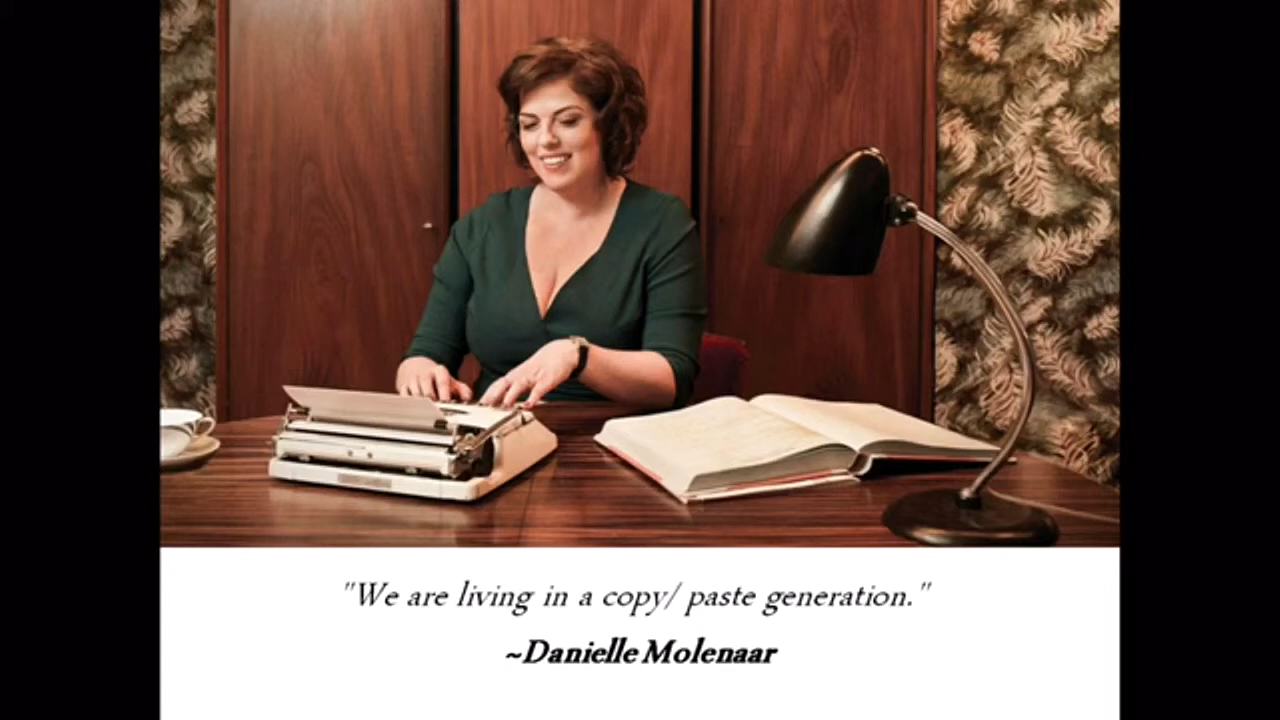 "We are living in a copy/ paste generation."
~Danielle Molenaar